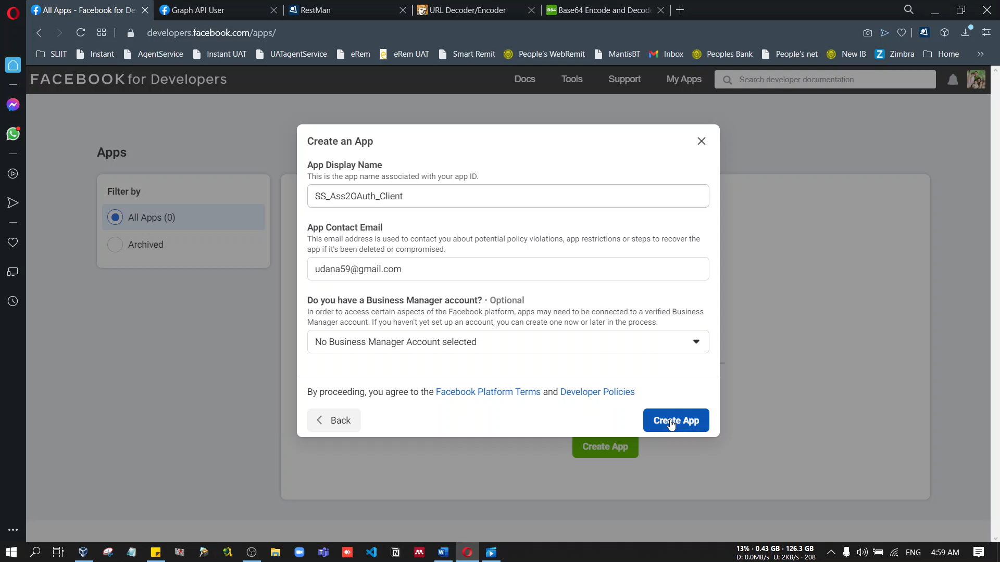 All Apps - Facebook for De
Graph API User
RestMan
URL Decoder/Encoder
B64
Base64 Encode and Decod
developers.facebook.com/apps/
SLIIT
Instant
AgentService
Instant UAT
UATagentService
eRem
eRem UAT
Smart Remit
People's WebRemit
MantisBT
Inbox
Peoples Bank
People's net
New IB
Zimbra
Home
FACEBOOK for Developers
Docs
Tools
Support
My Apps
Search developer documentation
Apps
Filter by
All Apps (0)
Archived
Create an App
App Display Name
This is the app name associated with your app ID.
SS_Ass2OAuth_Client
App Contact Email
This email address is used to contact you about potential policy violations, app restrictions or steps to recover the
app if it's been deleted or compromised.
udana59@gmail.com
Do you have a Business Manager account? · Optional
In order to access certain aspects of the Facebook platform, apps may need to be connected to a verified Business
Manager account. If you haven't yet set up an account, you can create one now or later in the process.
No Business Manager Account selected
By proceeding, you agree to the Facebook Platform Terms and Developer Policies
Back
Create App
Create App
13% · 0.43 GB · 126.3 GB
D: 0.0MB/s U: 2KB/s · 208
ENG
4:59 AM